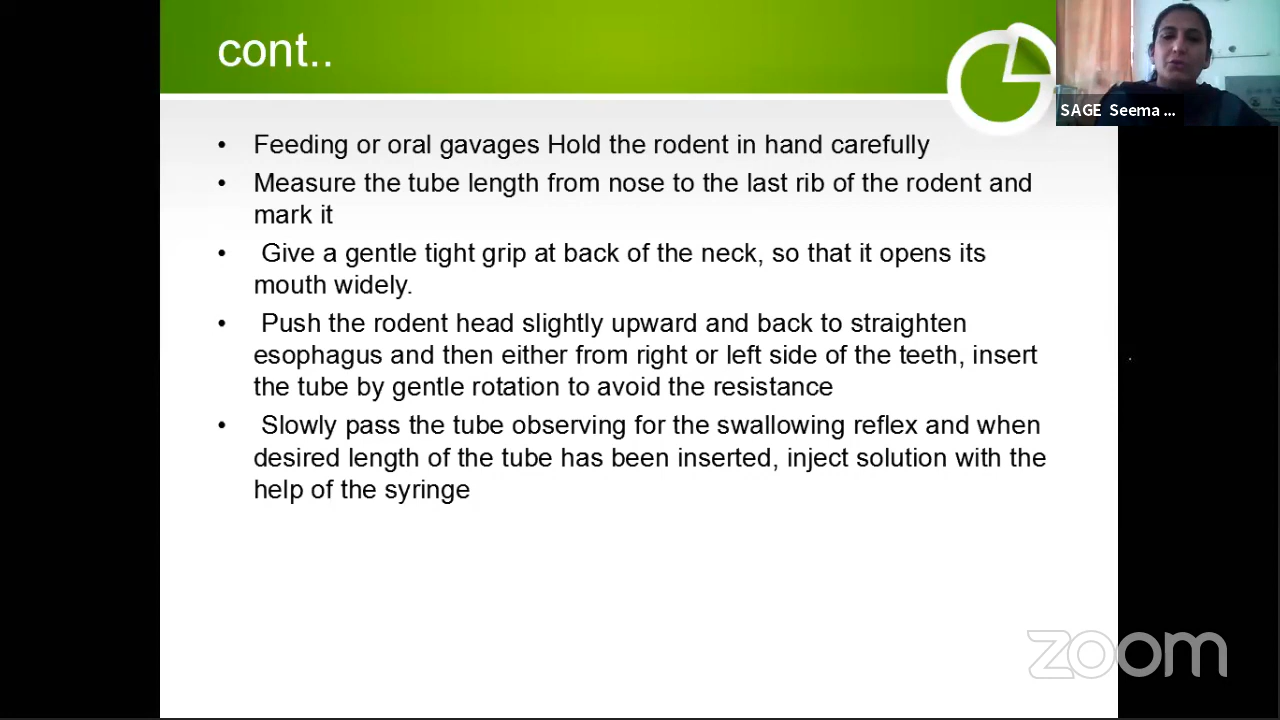 cont..
SAGE Seema ...
• Feeding or oral gavages Hold the rodent in hand carefully
• Measure the tube length from nose to the last rib of the rodent and
mark it
• Give a gentle tight grip at back of the neck, so that it opens its
mouth widely.
• Push the rodent head slightly upward and back to straighten
esophagus and then either from right or left side of the teeth, insert
the tube by gentle rotation to avoid the resistance
• Slowly pass the tube observing for the swallowing reflex and when
desired length of the tube has been inserted, inject solution with the
help of the syringe
zoom